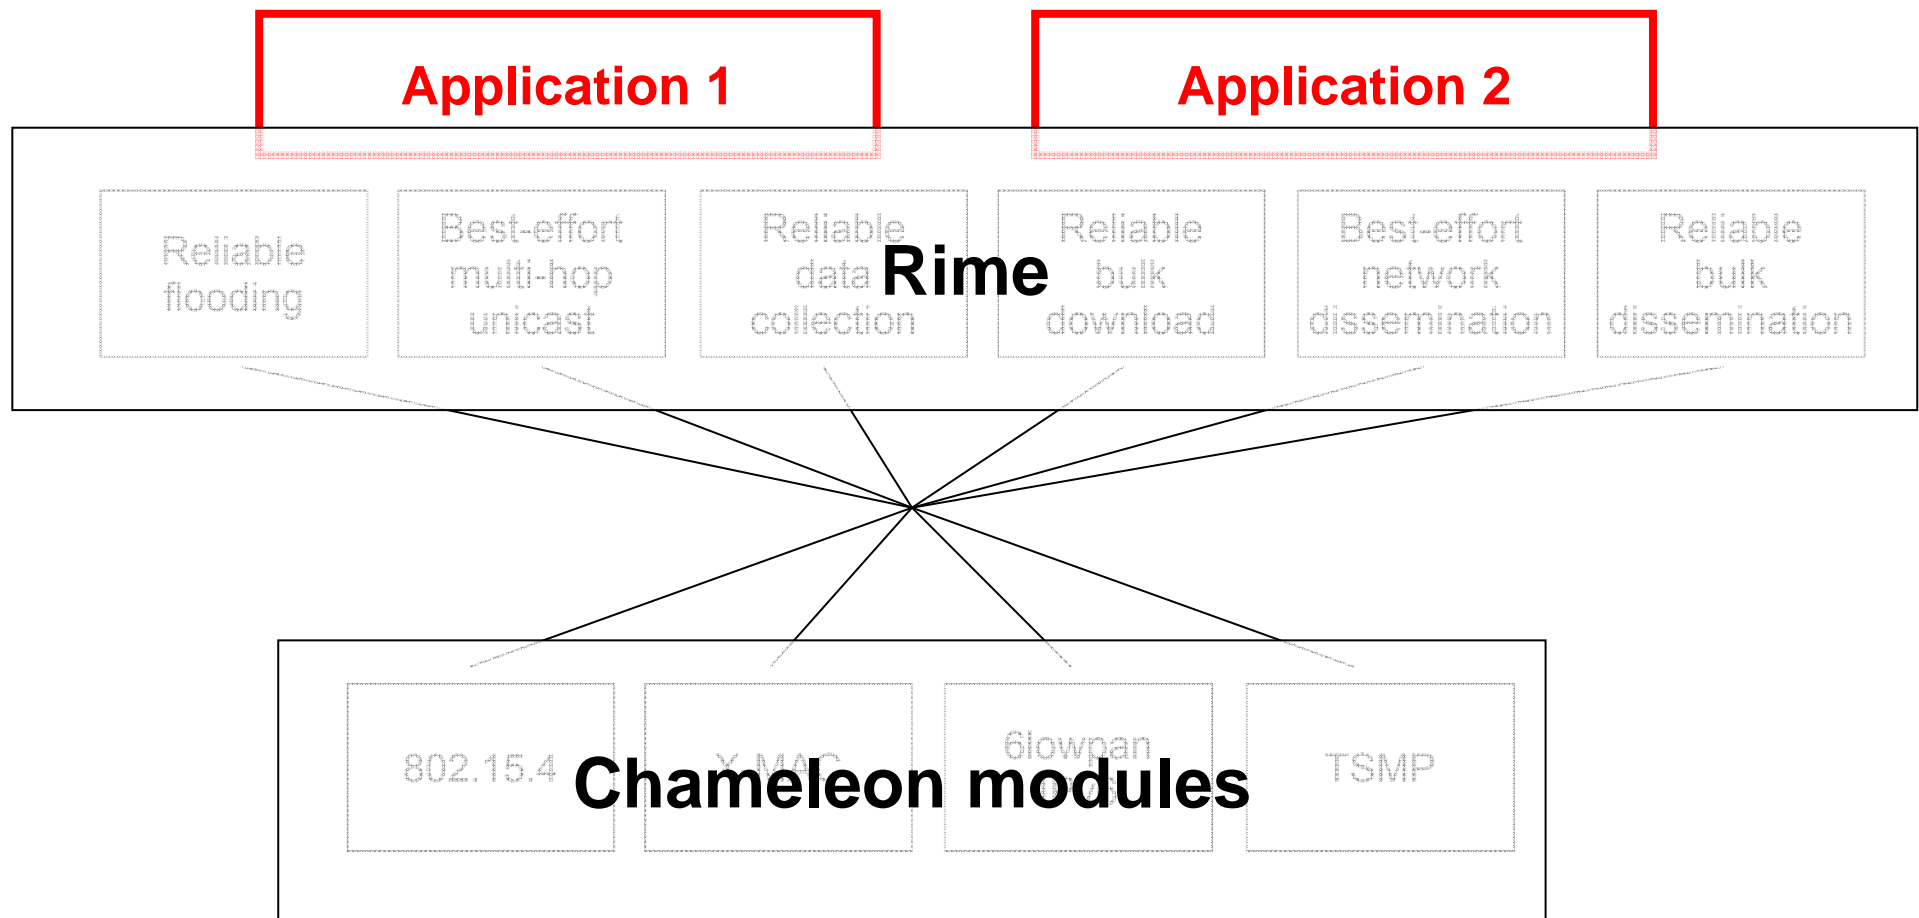 Application 1
Application 2
Reliable
flooding
Best-effort
multi-hop
unicast
Reliable
data
collection
Reliable
bulk
download
Best-effort
network
dissemination
Reliable
bulk
dissemination
Rime
802.15.4
X-MAC
6lowpan
TSMP
Chameleon modules